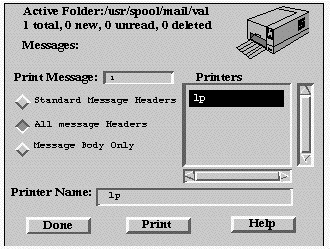 Active Folder:/usr/spool/mail/val
1 total, 0 new, 0 unread, 0 deleted
Messages:
Print Message: 1
Printers
Standard Message Headers
lp
All message Headers
Message Body Only
Printer Name: lp
Done Print Help